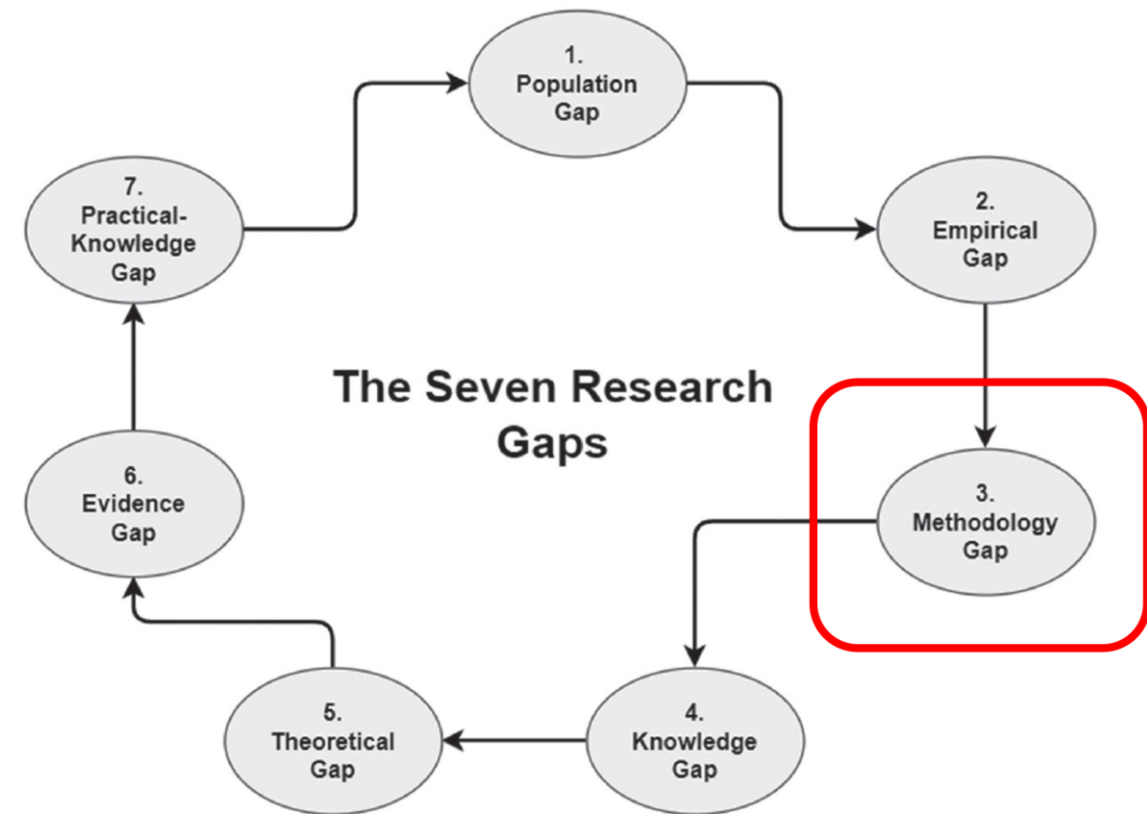 1.
Population
Gap
2.
Empirical
Gap
3.
Methodology
Gap
4.
Knowledge
Gap
5.
Theoretical
Gap
6.
Evidence
Gap
7.
Practical-
Knowledge
Gap
The Seven Research
Gaps